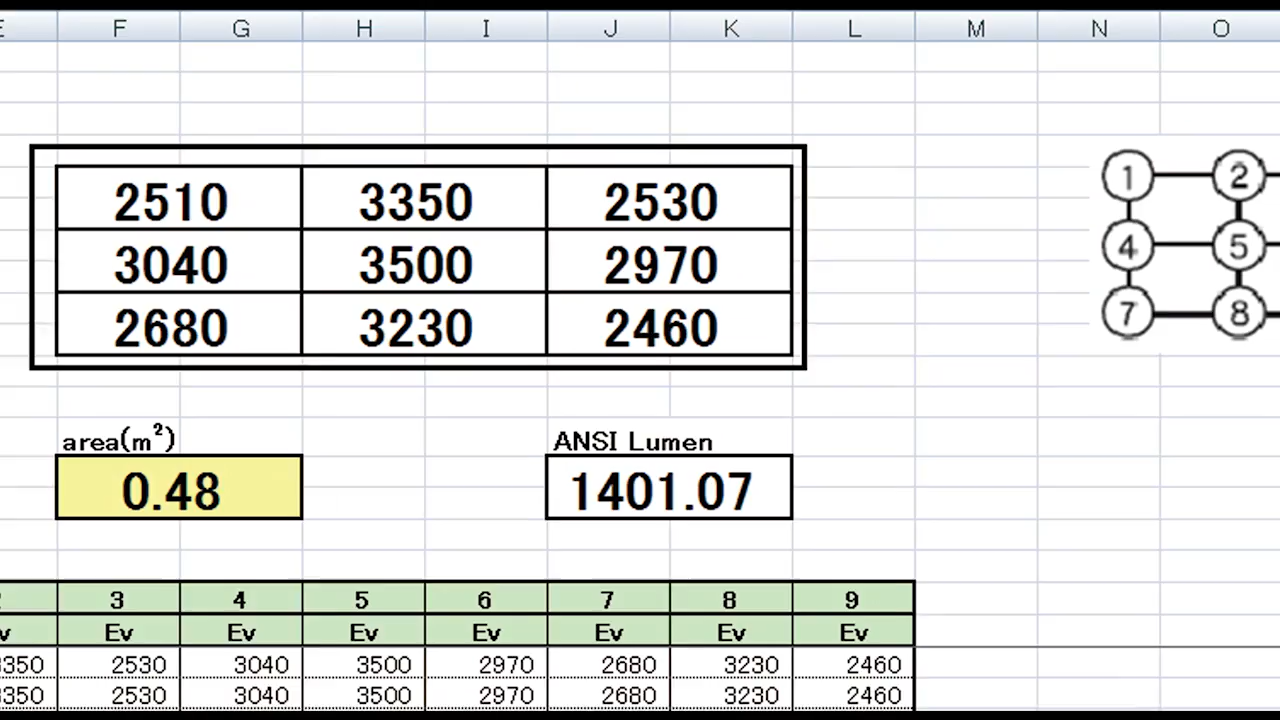 F G H I J K L M N O
2510 3350 2530 1 2
3040 3500 2970 4 5
2680 3230 2460 7 8
area(m²) ANSI Lumen
0.48 1401.07
3 4 5 6 7 8 9
Ev Ev Ev Ev Ev Ev Ev
2530 3040 3500 2970 2680 3230 2460
2530 3040 3500 2970 2680 3230 2460